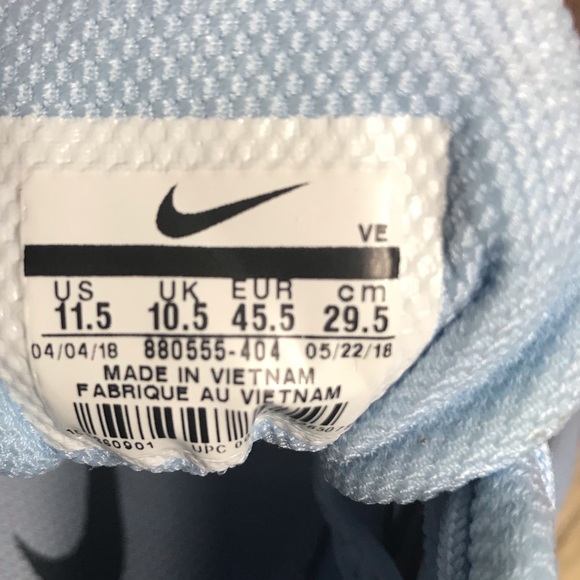 VE
US UK EUR cm
11.5 10.5 45.5 29.5
04/04/18 880555-404 05/22/18
MADE IN VIETNAM
FABRIQUE AU VIETNAM
UPC